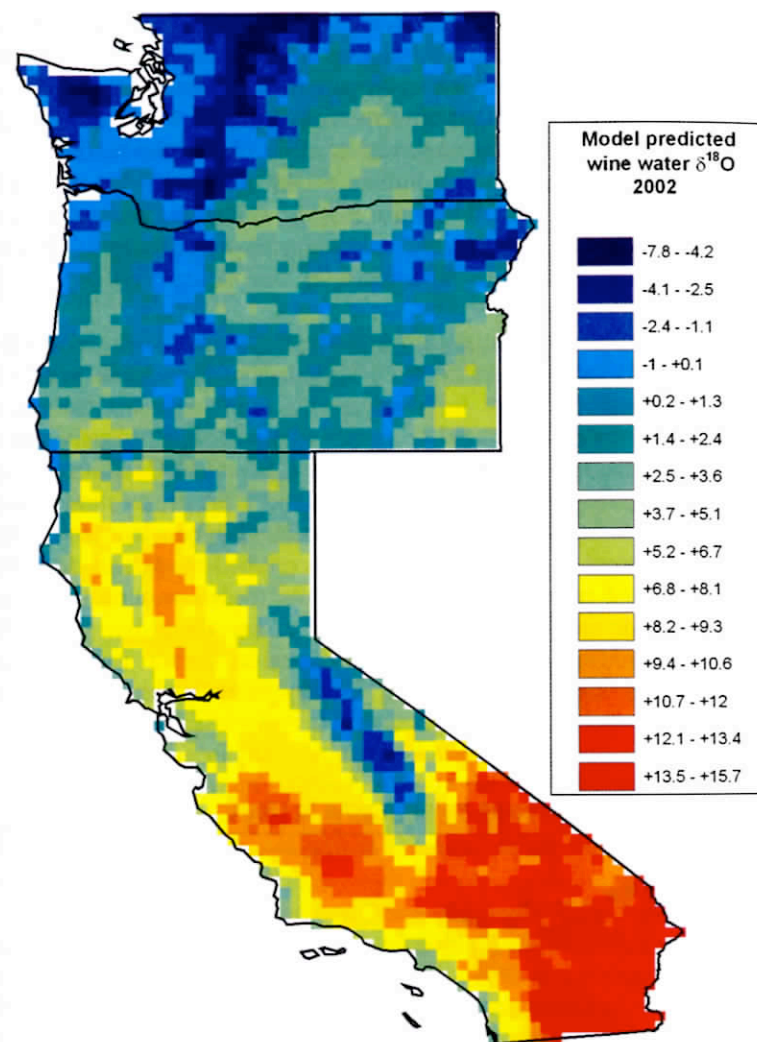 Model predicted
wine water δ¹⁸O
2002
-7.8 - -4.2
-4.1 - -2.5
-2.4 - -1.1
-1 - +0.1
+0.2 - +1.3
+1.4 - +2.4
+2.5 - +3.6
+3.7 - +5.1
+5.2 - +6.7
+6.8 - +8.1
+8.2 - +9.3
+9.4 - +10.6
+10.7 - +12
+12.1 - +13.4
+13.5 - +15.7